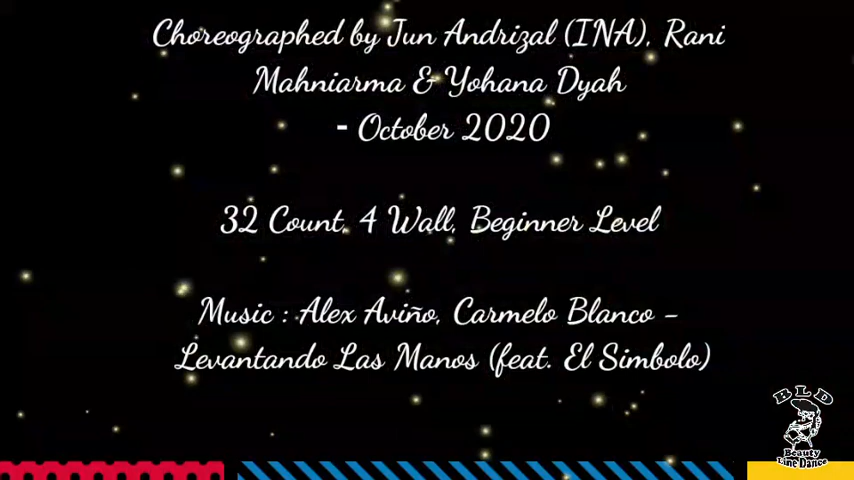 Choreographed by Jun Andrizal (INA), Rani
Mahniarma & Yohana Dyah
- October 2020
32 Count, 4 Wall, Beginner Level
Music : Alex Aviño, Carmelo Blanco -
Levantando Las Manos (feat. El Simbolo)
BLD
Beauty
Line Dance